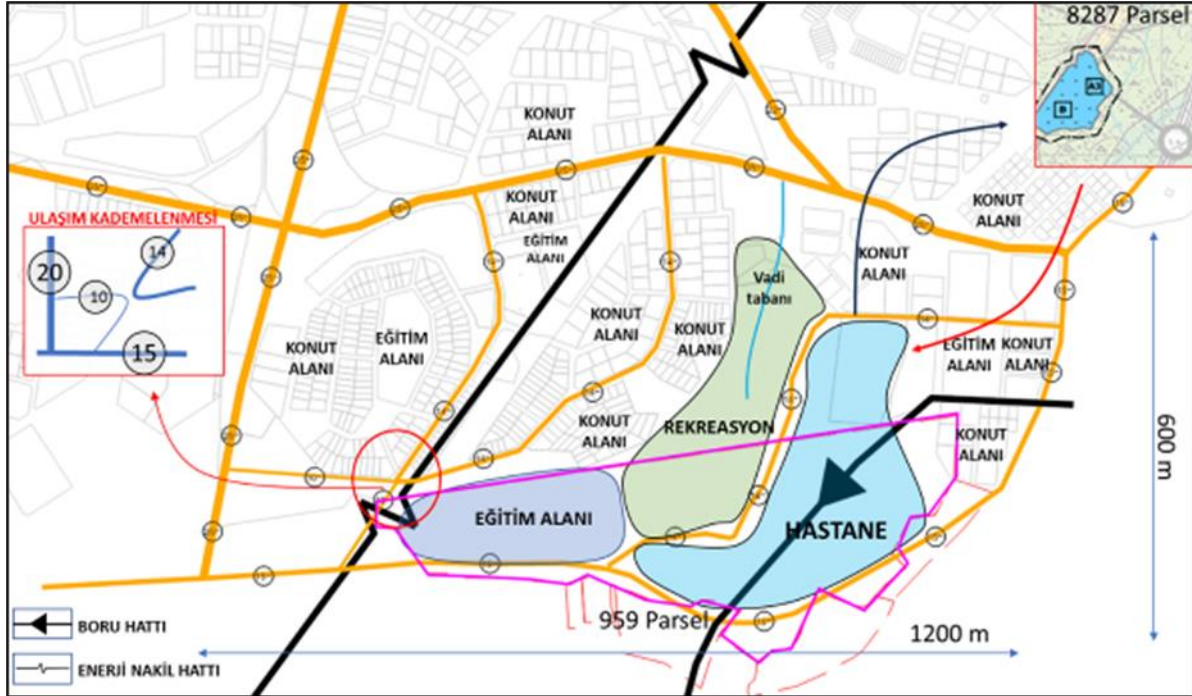 8287 Parsel
A3
B
KONUT
ALANI
KONUT
ALANI
EĞİTİM
ALANI
KONUT
ALANI
ULAŞIM KADEMELENMESİ
20
14
10
15
KONUT
ALANI
Vadi
tabanı
KONUT
ALANI
KONUT
ALANI
EĞİTİM
ALANI
KONUT
ALANI
KONUT
ALANI
EĞİTİM
ALANI
KONUT
ALANI
KONUT
ALANI
REKREASYON
KONUT
ALANI
EĞİTİM ALANI
HASTANE
600 m
959 Parsel
1200 m
BORU HATTI
ENERJİ NAKİL HATTI